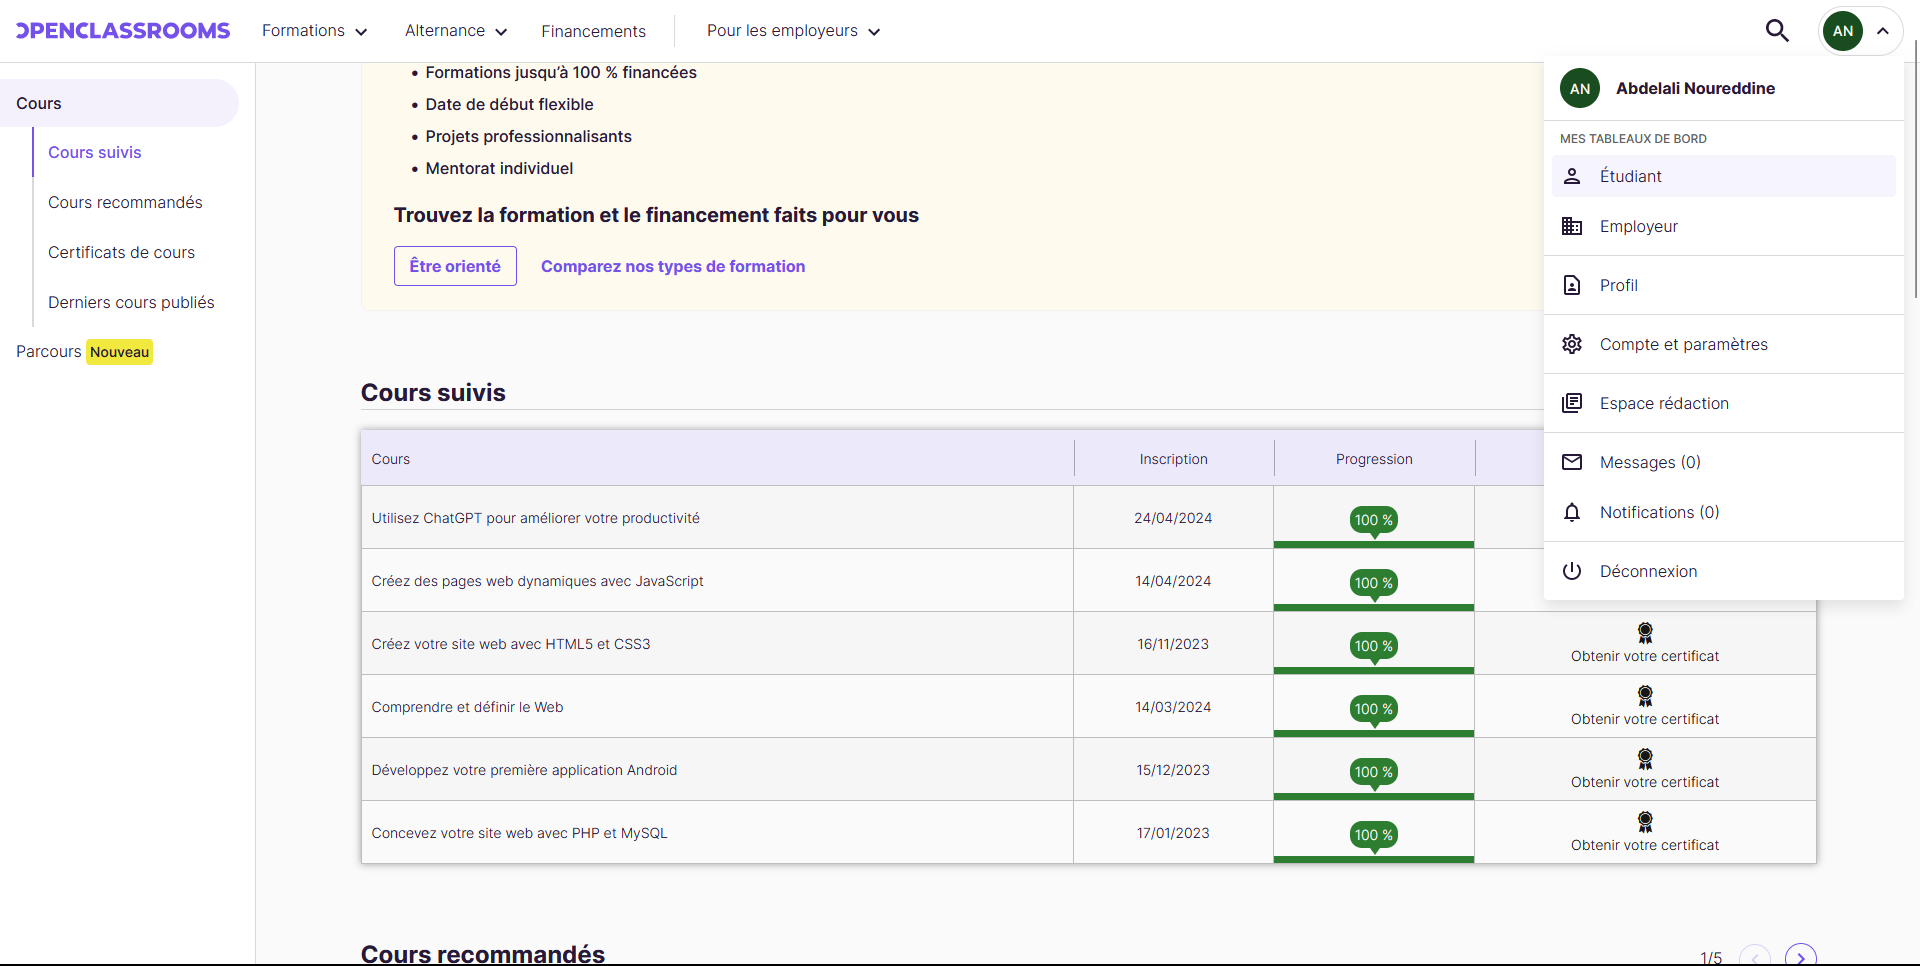 OPENCLASSROOMS
Formations
Alternance
Financements
Pour les employeurs
AN
Cours
Cours suivis
Cours recommandés
Certificats de cours
Derniers cours publiés
Parcours Nouveau
Formations jusqu'à 100 % financées
Date de début flexible
Projets professionnalisants
Mentorat individuel
Trouvez la formation et le financement faits pour vous
Être orienté
Comparez nos types de formation
AN Abdelali Noureddine
MES TABLEAUX DE BORD
Étudiant
Employeur
Profil
Compte et paramètres
Espace rédaction
Messages (0)
Notifications (0)
Déconnexion
Cours suivis
Cours Inscription Progression
Utilisez ChatGPT pour améliorer votre productivité 24/04/2024 100 %
Créez des pages web dynamiques avec JavaScript 14/04/2024 100 %
Créez votre site web avec HTML5 et CSS3 16/11/2023 100 % Obtenir votre certificat
Comprendre et définir le Web 14/03/2024 100 % Obtenir votre certificat
Développez votre première application Android 15/12/2023 100 % Obtenir votre certificat
Concevez votre site web avec PHP et MySQL 17/01/2023 100 % Obtenir votre certificat
Cours recommandés
1/5